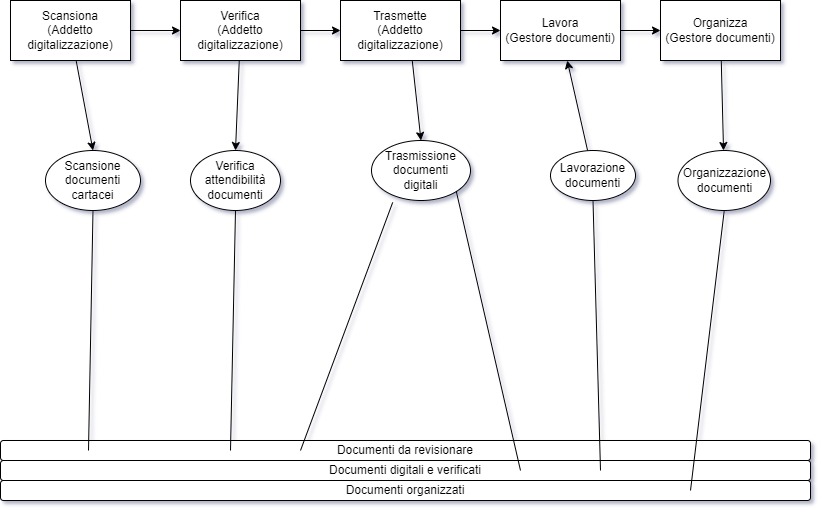 Scansiona
(Addetto
digitalizzazione)
Verifica
(Addetto
digitalizzazione)
Trasmette
(Addetto
digitalizzazione)
Lavora
(Gestore documenti)
Organizza
(Gestore documenti)
Scansione
documenti
cartacei
Verifica
attendibilità
documenti
Trasmissione
documenti
digitali
Lavorazione
documenti
Organizzazione
documenti
Documenti da revisionare
Documenti digitali e verificati
Documenti organizzati